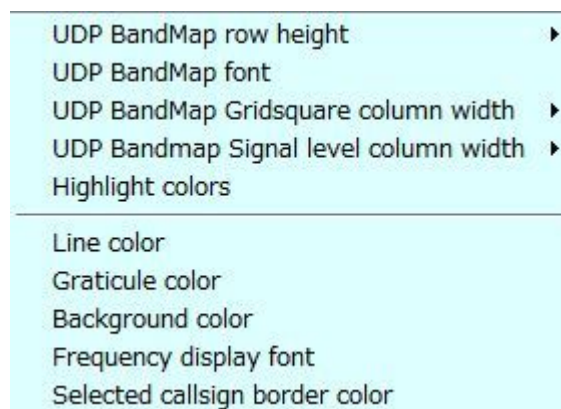 UDP BandMap row height
UDP BandMap font
UDP BandMap Gridsquare column width
UDP Bandmap Signal level column width
Highlight colors
Line color
Graticule color
Background color
Frequency display font
Selected callsign border color